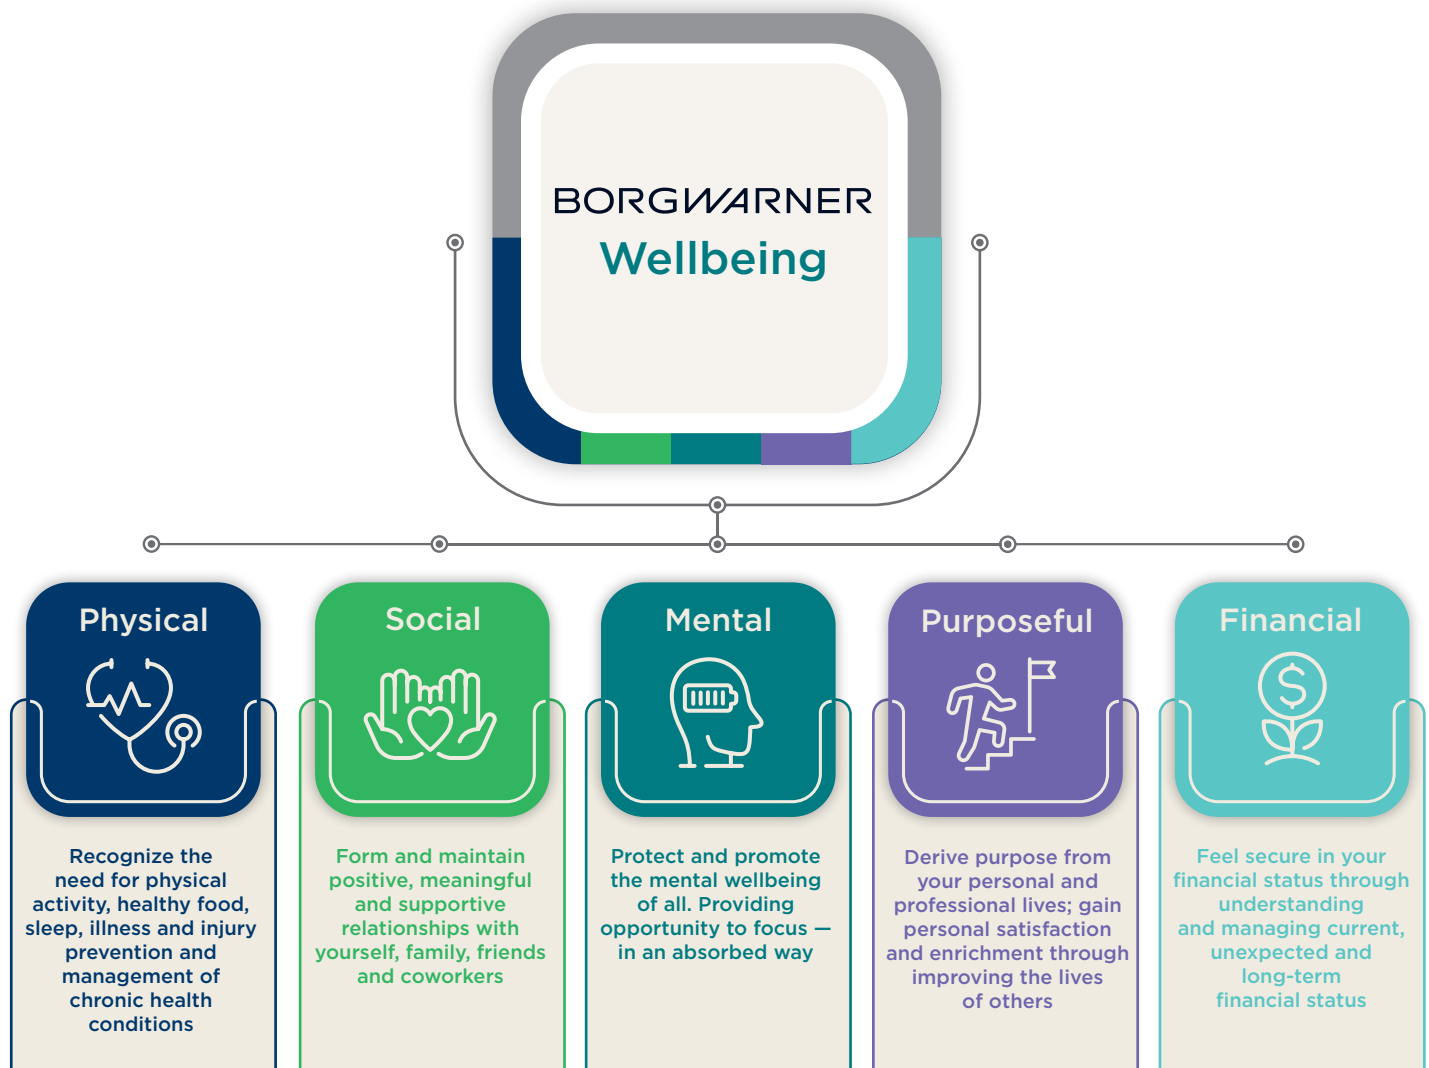 BORGWARNER
Wellbeing
Physical
Recognize the
need for physical
activity, healthy food,
sleep, illness and injury
prevention and
management of
chronic health
conditions
Social
Form and maintain
positive, meaningful
and supportive
relationships with
yourself, family, friends
and coworkers
Mental
Protect and promote
the mental wellbeing
of all. Providing
opportunity to focus —
in an absorbed way
Purposeful
Derive purpose from
your personal and
professional lives; gain
personal satisfaction
and enrichment through
improving the lives
of others
Financial
$
Feel secure in your
financial status through
understanding
and managing current,
unexpected and
long-term
financial status